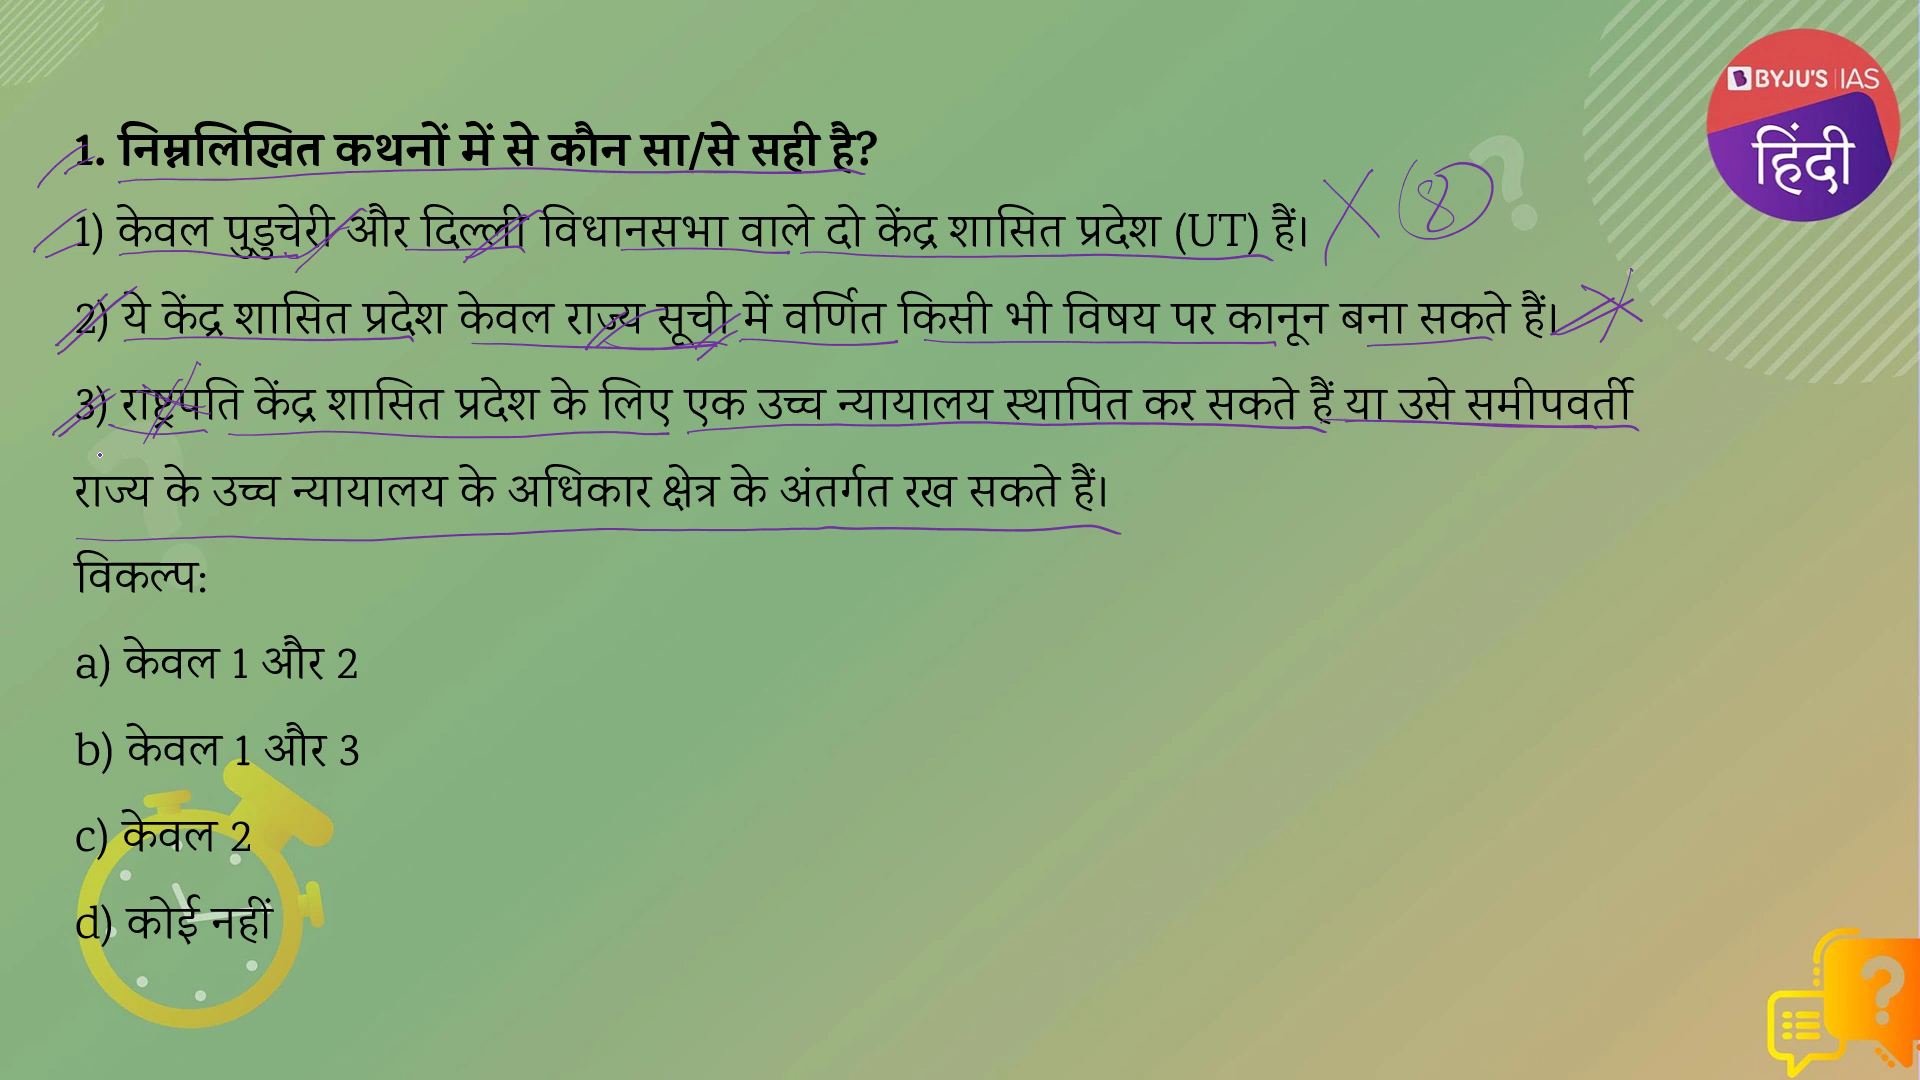 BYJU'S IAS
हिंदी
1. निम्नलिखित कथनों में से कौन सा/से सही है?
1) केवल पुडुचेरी और दिल्ली विधानसभा वाले दो केंद्र शासित प्रदेश (UT) हैं।
8
2) ये केंद्र शासित प्रदेश केवल राज्य सूची में वर्णित किसी भी विषय पर कानून बना सकते हैं।
3) राष्ट्रपति केंद्र शासित प्रदेश के लिए एक उच्च न्यायालय स्थापित कर सकते हैं या उसे समीपवर्ती
राज्य के उच्च न्यायालय के अधिकार क्षेत्र के अंतर्गत रख सकते हैं।
विकल्प:
a) केवल 1 और 2
b) केवल 1 और 3
c) केवल 2
d) कोई नहीं